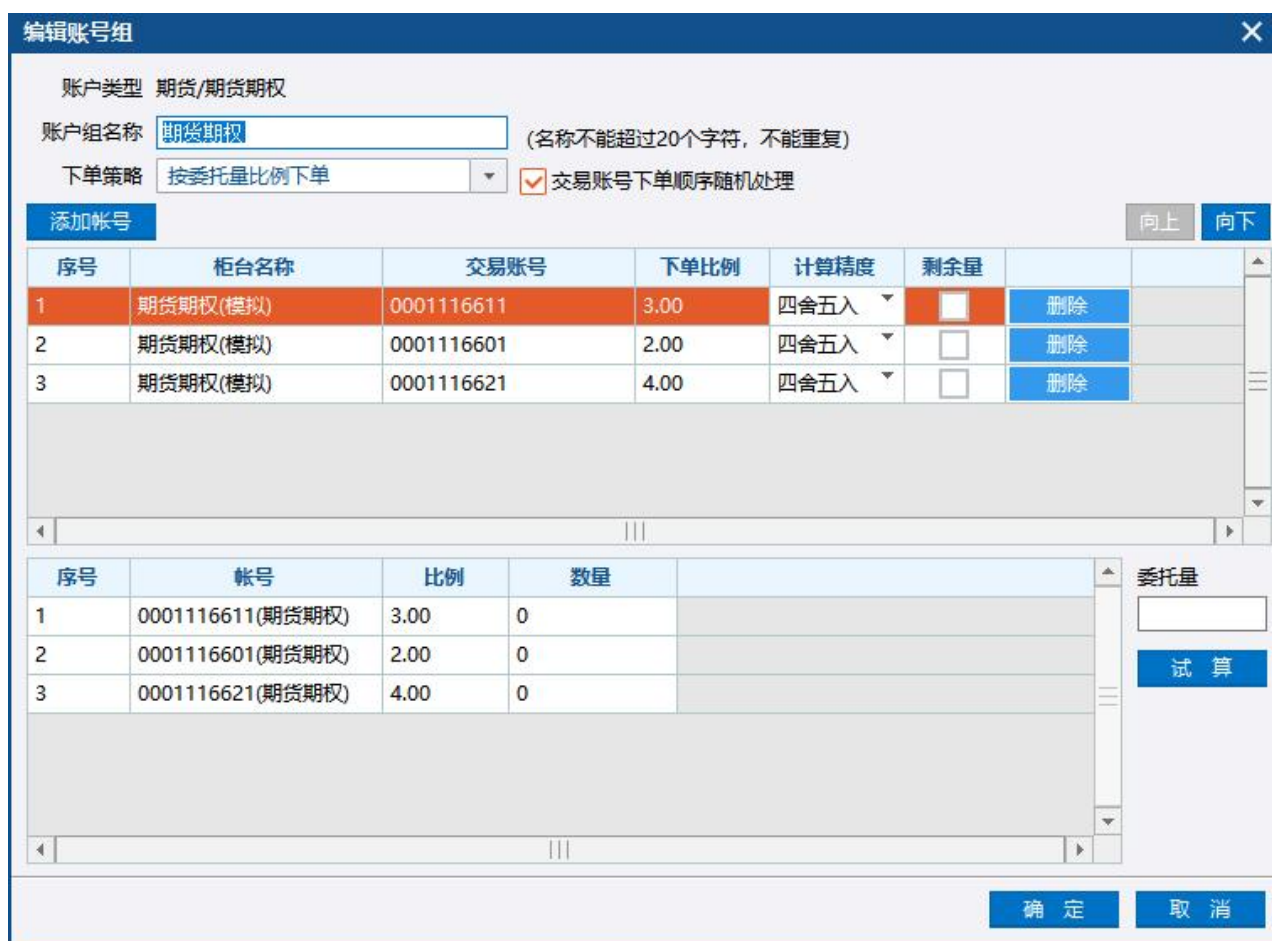 编辑账号组
账户类型 期货/期货期权
账户组名称 期货期权 (名称不能超过20个字符，不能重复)
下单策略 按委托量比例下单 交易账号下单顺序随机处理
添加帐号 向上 向下
序号 柜台名称 交易账号 下单比例 计算精度 剩余量
1 期货期权(模拟) 0001116611 3.00 四舍五入 删除
2 期货期权(模拟) 0001116601 2.00 四舍五入 删除
3 期货期权(模拟) 0001116621 4.00 四舍五入 删除
序号 帐号 比例 数量 委托量
1 0001116611(期货期权) 3.00 0
2 0001116601(期货期权) 2.00 0
试 算
3 0001116621(期货期权) 4.00 0
确 定 取 消